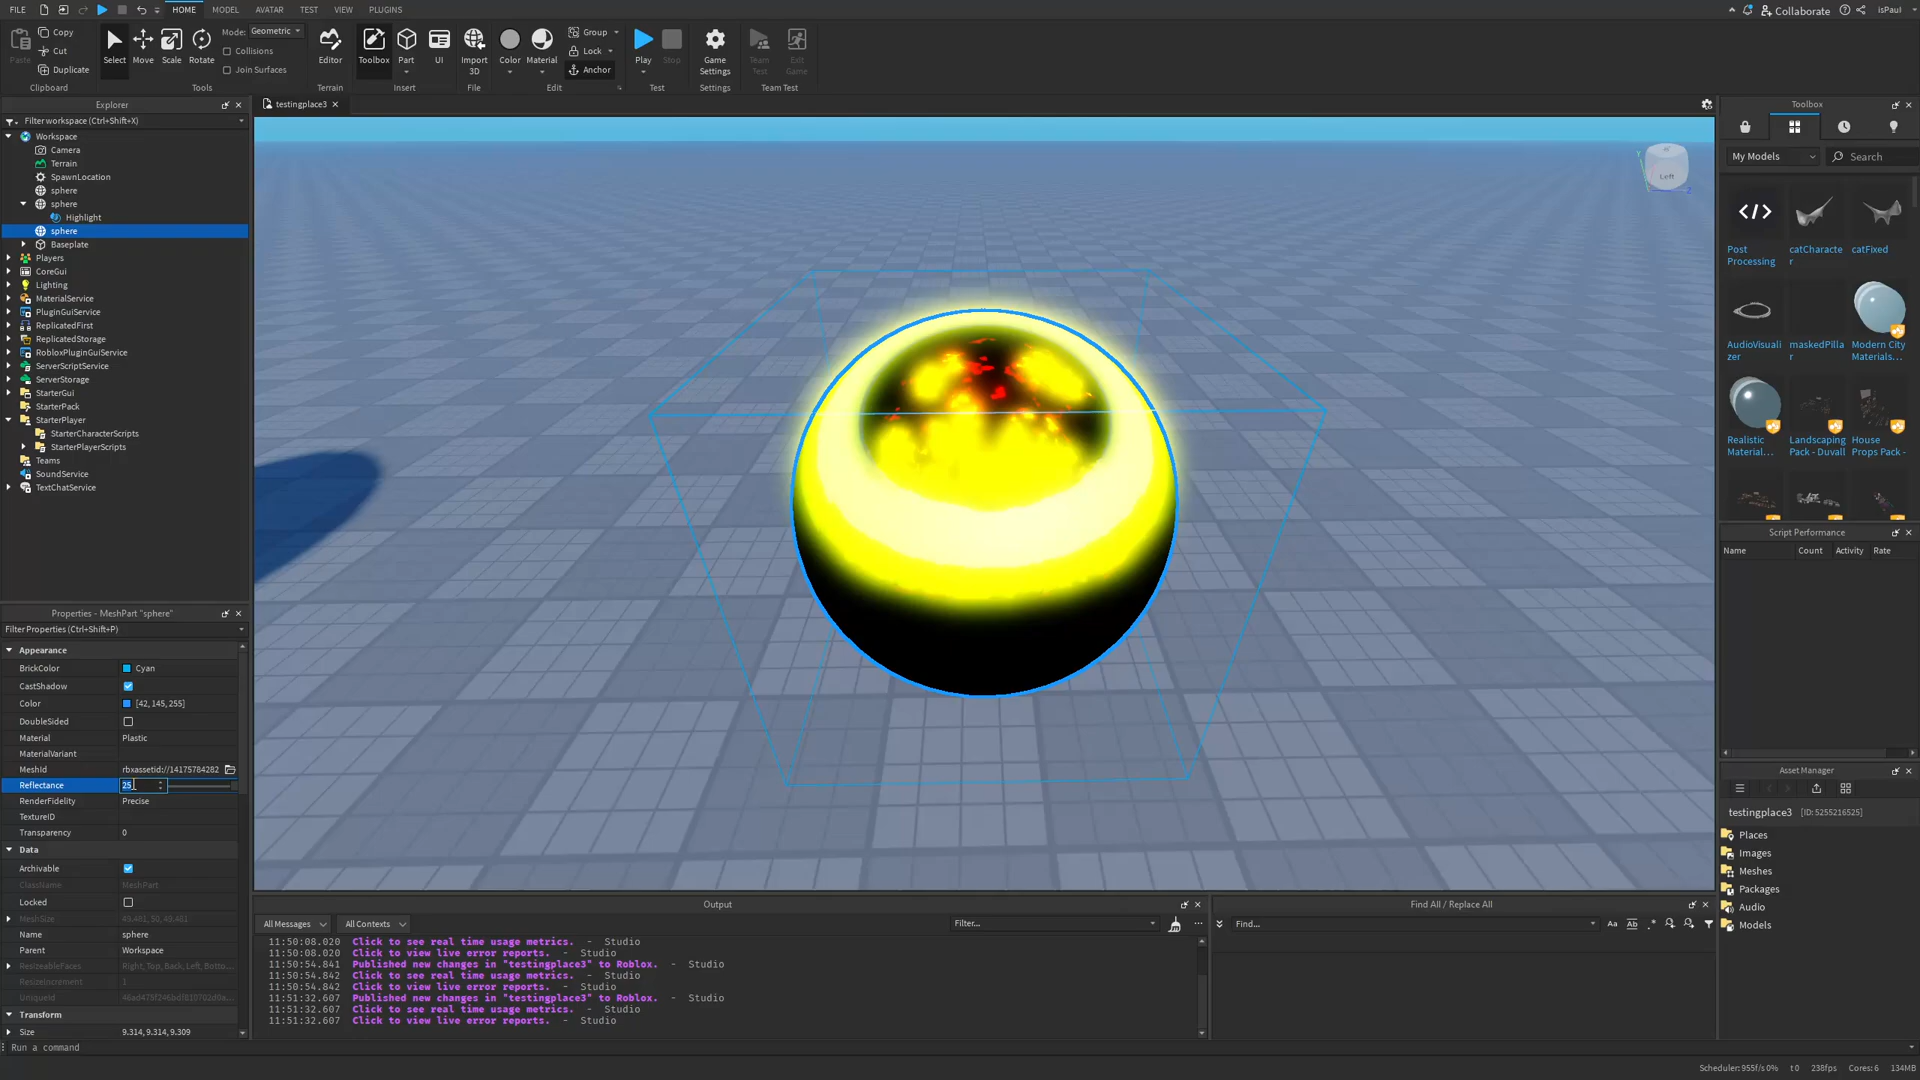 FILE HOME MODEL AVATAR TEST VIEW PLUGINS Collaborate isPaul
Copy Mode: Geometric Group
Cut Collisions Lock
Paste Duplicate Select Move Scale Rotate Join Surfaces Editor Toolbox Part UI Import 3D Color Material Anchor Play Stop Game Settings Team Test Exit Game
Clipboard Tools Terrain Insert File Edit Test Settings Team Test
Explorer
Filter workspace (Ctrl+Shift+X)
Workspace
Camera
Terrain
SpawnLocation
sphere
sphere
Highlight
sphere
Baseplate
Players
CoreGui
Lighting
MaterialService
PluginGuiService
ReplicatedFirst
ReplicatedStorage
RobloxPluginGuiService
ServerScriptService
ServerStorage
StarterGui
StarterPack
StarterPlayer
StarterCharacterScripts
StarterPlayerScripts
Teams
SoundService
TextChatService
Properties - MeshPart "sphere"
Filter Properties (Ctrl+Shift+P)
Appearance
BrickColor Cyan
CastShadow
Color [42, 145, 255]
DoubleSided
Material Plastic
MaterialVariant
MeshId rbxassetid://14175784282
Reflectance 25
RenderFidelity Precise
TextureID
Transparency 0
Data
Archivable
ClassName MeshPart
Locked
MeshSize 49.461, 50, 49.461
Name sphere
Parent Workspace
ResizeableFaces Right, Top, Back, Left, Botto...
ResizeIncrement 1
UniqueId
Transform
Size 9.314, 9.314, 9.309
Run a command
testingplace3
Left
Output
All Messages All Contexts Filter...
11:50:08.020 Click to see real time usage metrics. - Studio
11:50:08.020 Click to view live error reports. - Studio
11:50:54.841 Published new changes in "testingplace3" to Roblox. - Studio
11:50:54.842 Click to see real time usage metrics. - Studio
11:50:54.842 Click to view live error reports. - Studio
11:51:32.607 Published new changes in "testingplace3" to Roblox. - Studio
11:51:32.607 Click to see real time usage metrics. - Studio
11:51:32.607 Click to view live error reports. - Studio
Find All / Replace All
Find...
Aa Ab
Toolbox
My Models Search
Post Processing
catCharacter
catFixed
AudioVisualizer
maskedPillar
Modern City Materials...
Realistic Material...
Landscaping Pack - Duvall
House Props Pack -
Script Performance
Name Count Activity Rate
Asset Manager
testingplace3 [ID: 5255216525]
Places
Images
Meshes
Packages
Audio
Models
Scheduler: 955f/s 0% t 0 238fps Cores: 6 134MB